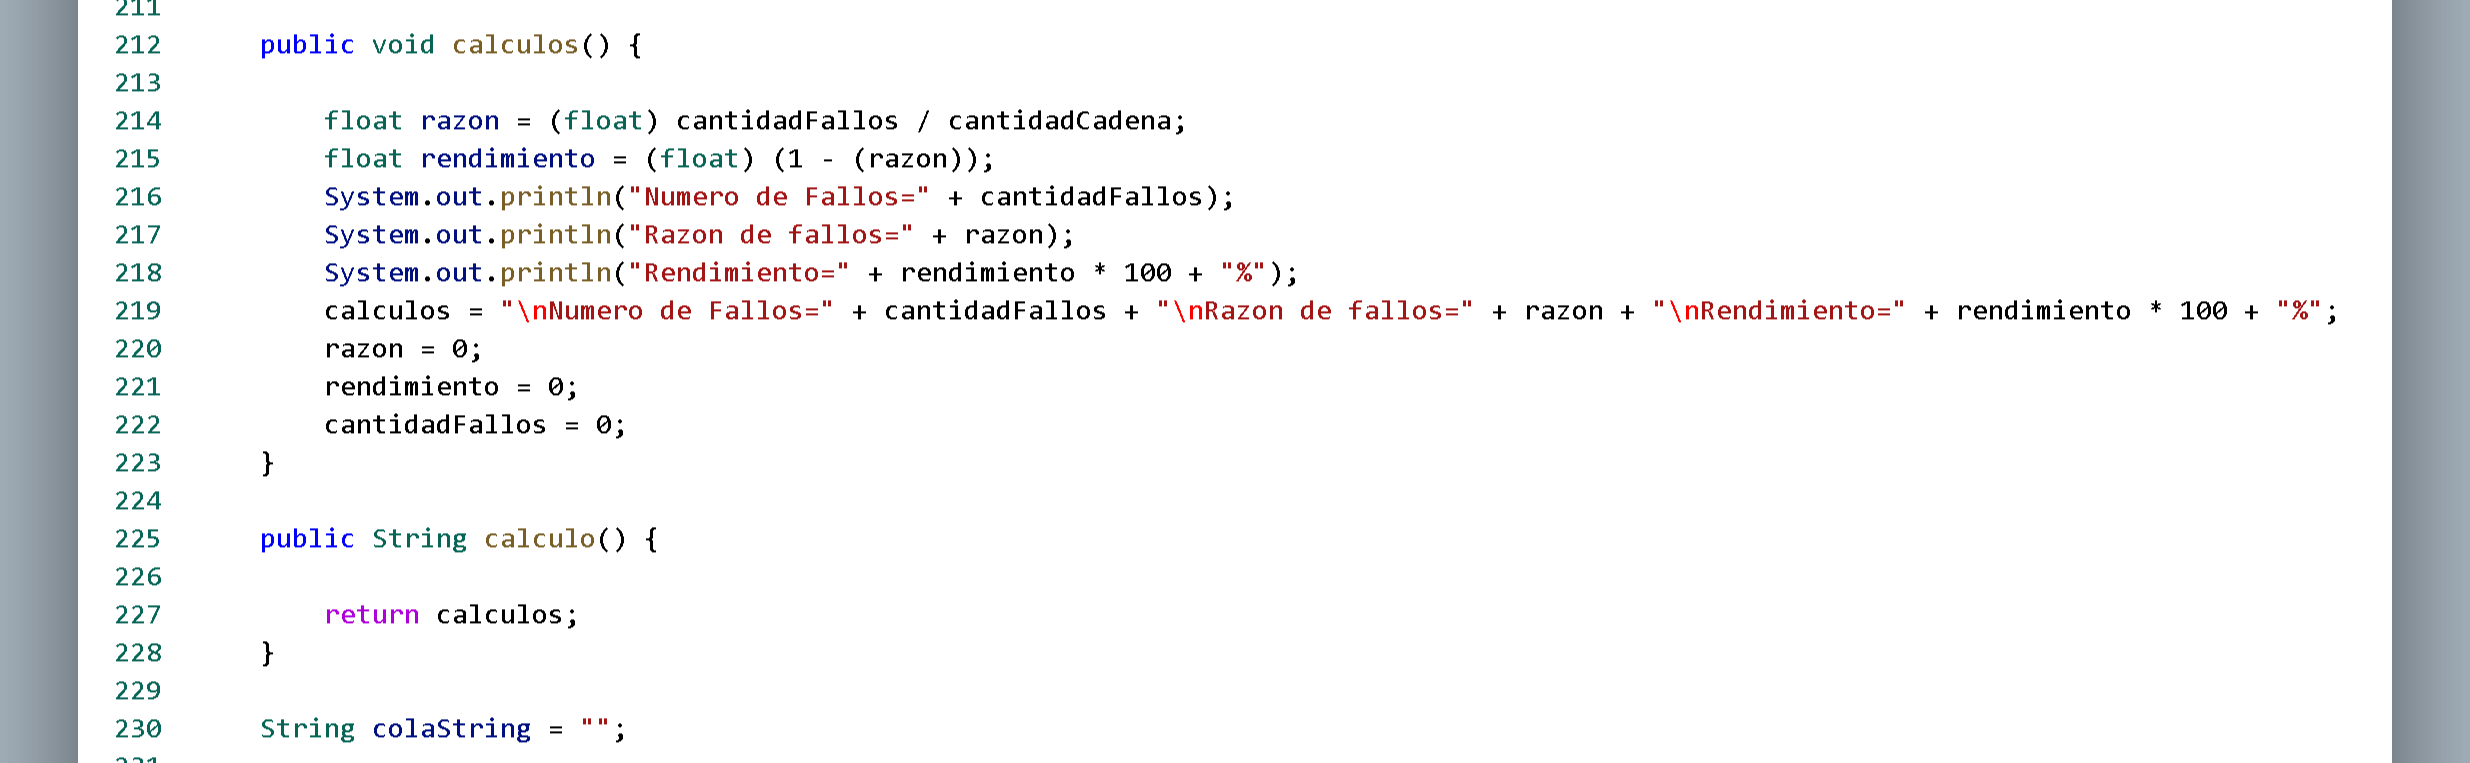 211
212 public void calculos() {
213
214 float razon = (float) cantidadFallos / cantidadCadena;
215 float rendimiento = (float) (1 - (razon));
216 System.out.println("Numero de Fallos=" + cantidadFallos);
217 System.out.println("Razon de fallos=" + razon);
218 System.out.println("Rendimiento=" + rendimiento * 100 + "%");
219 calculos = "\nNumero de Fallos=" + cantidadFallos + "\nRazon de fallos=" + razon + "\nRendimiento=" + rendimiento * 100 + "%";
220 razon = 0;
221 rendimiento = 0;
222 cantidadFallos = 0;
223 }
224
225 public String calculo() {
226
227 return calculos;
228 }
229
230 String colaString = "";
231